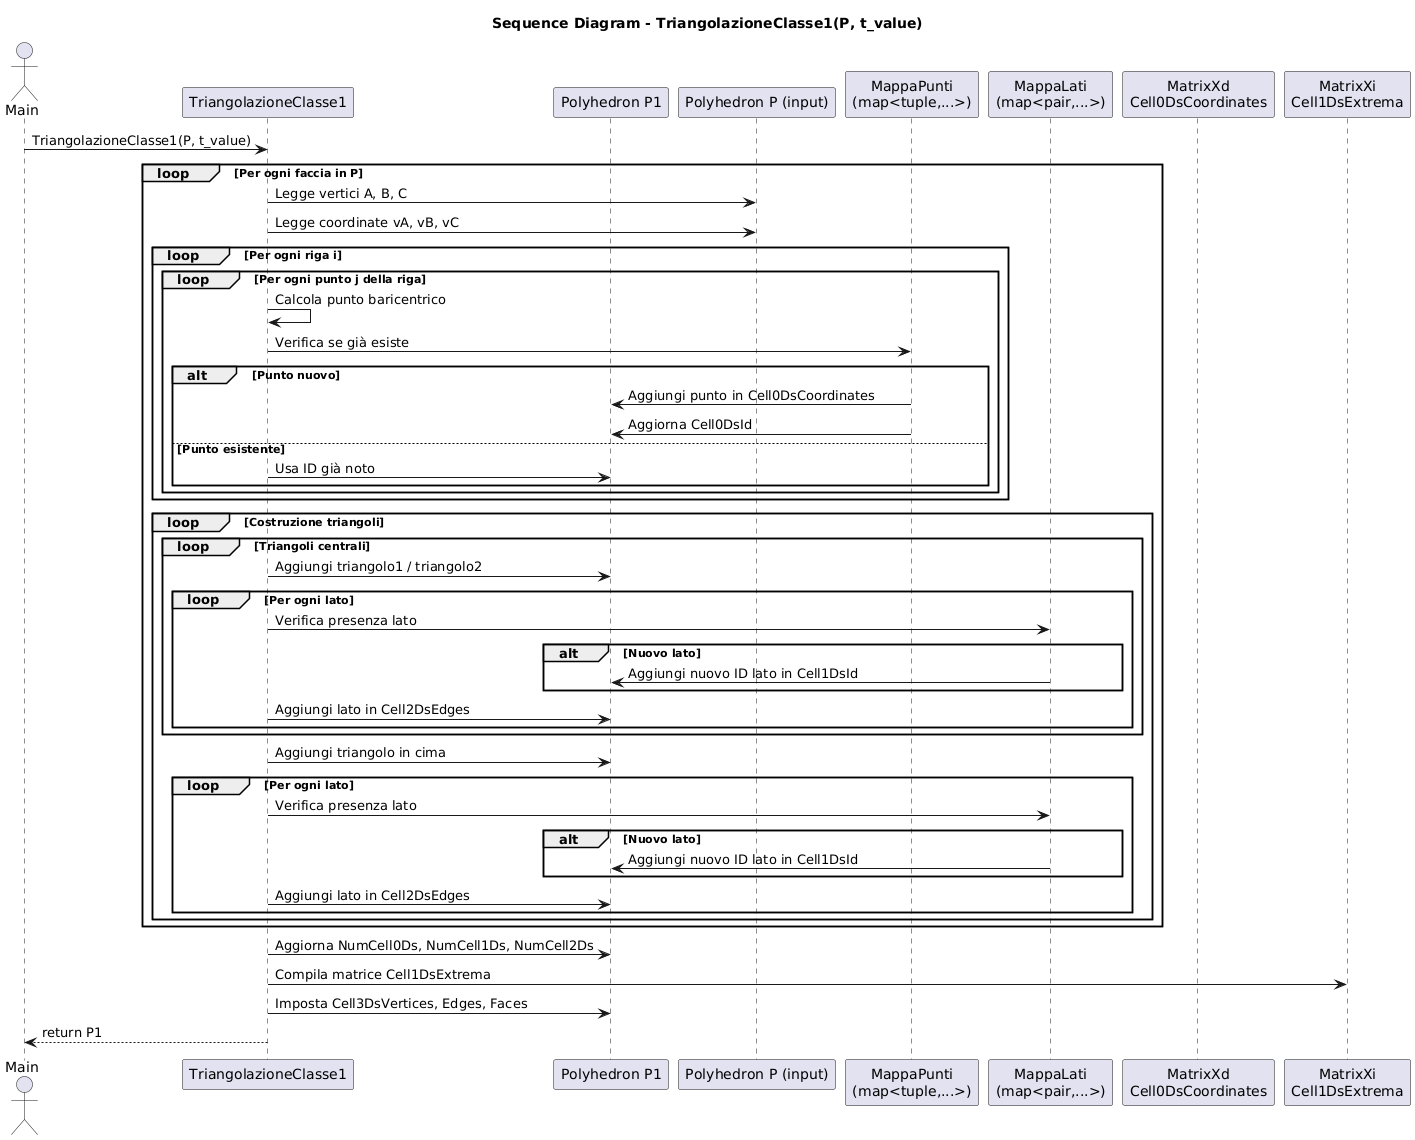 Sequence Diagram - TriangolazioneClasse1(P, t_value)
Main
TriangolazioneClasse1
Polyhedron P1
Polyhedron P (input)
MappaPunti
(map<tuple,...>)
MappaLati
(map<pair,...>)
MatrixXd
Cell0DsCoordinates
MatrixXi
Cell1DsExtrema
TriangolazioneClasse1(P, t_value)
loop [Per ogni faccia in P]
Legge vertici A, B, C
Legge coordinate vA, vB, vC
loop [Per ogni riga i]
loop [Per ogni punto j della riga]
Calcola punto baricentrico
Verifica se già esiste
alt [Punto nuovo]
Aggiungi punto in Cell0DsCoordinates
Aggiorna Cell0DsId
[Punto esistente]
Usa ID già noto
loop [Costruzione triangoli]
loop [Triangoli centrali]
Aggiungi triangolo1 / triangolo2
loop [Per ogni lato]
Verifica presenza lato
alt [Nuovo lato]
Aggiungi nuovo ID lato in Cell1DsId
Aggiungi lato in Cell2DsEdges
Aggiungi triangolo in cima
loop [Per ogni lato]
Verifica presenza lato
alt [Nuovo lato]
Aggiungi nuovo ID lato in Cell1DsId
Aggiungi lato in Cell2DsEdges
Aggiorna NumCell0Ds, NumCell1Ds, NumCell2Ds
Compila matrice Cell1DsExtrema
Imposta Cell3DsVertices, Edges, Faces
return P1
Main
TriangolazioneClasse1
Polyhedron P1
Polyhedron P (input)
MappaPunti
(map<tuple,...>)
MappaLati
(map<pair,...>)
MatrixXd
Cell0DsCoordinates
MatrixXi
Cell1DsExtrema